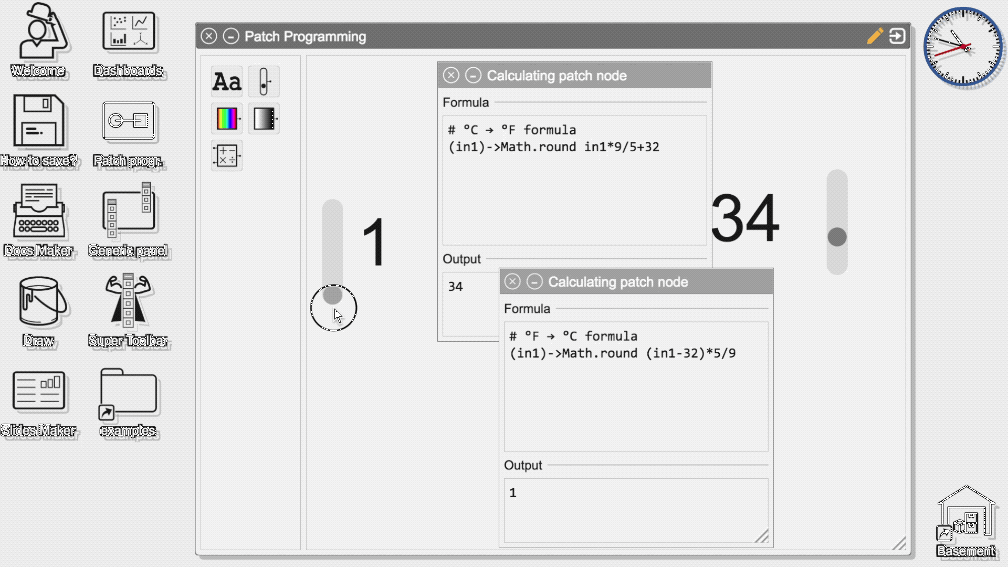 Welcome
Dashboards
How to save?
Patch progr.
Docs Maker
Generic panel
Draw
Super Toolbar
Slides Maker
examples
Patch Programming
Aa
1
Calculating patch node
Formula
# °C → °F formula
(in1)->Math.round in1*9/5+32
Output
34
34
Calculating patch node
Formula
# °F → °C formula
(in1)->Math.round (in1-32)*5/9
Output
1
Basement